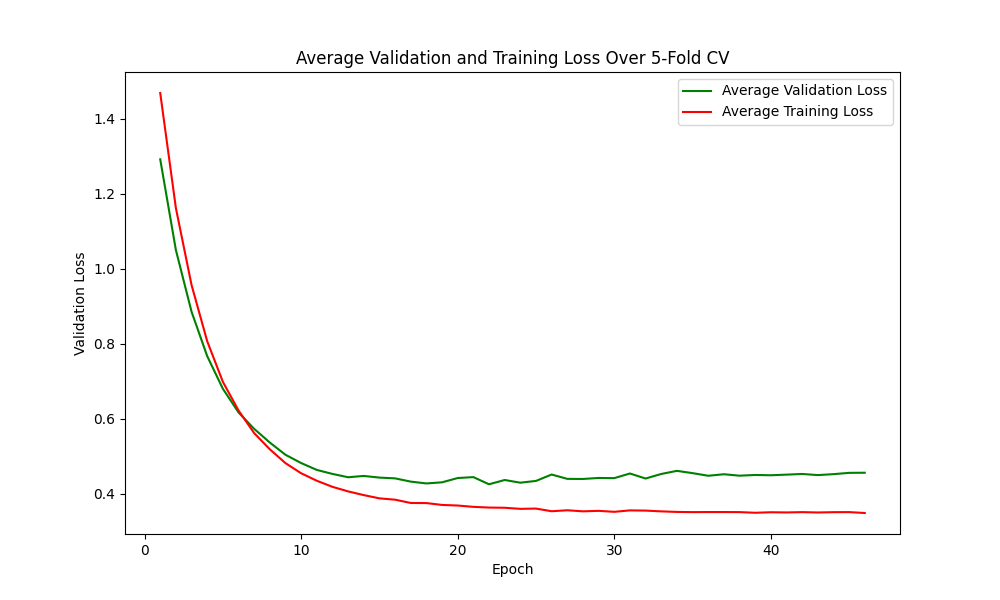 Average Validation and Training Loss Over 5-Fold CV
Average Validation Loss
Average Training Loss
1.4
1.2
1.0
0.8
0.6
0.4
Validation Loss
0 10 20 30 40
Epoch